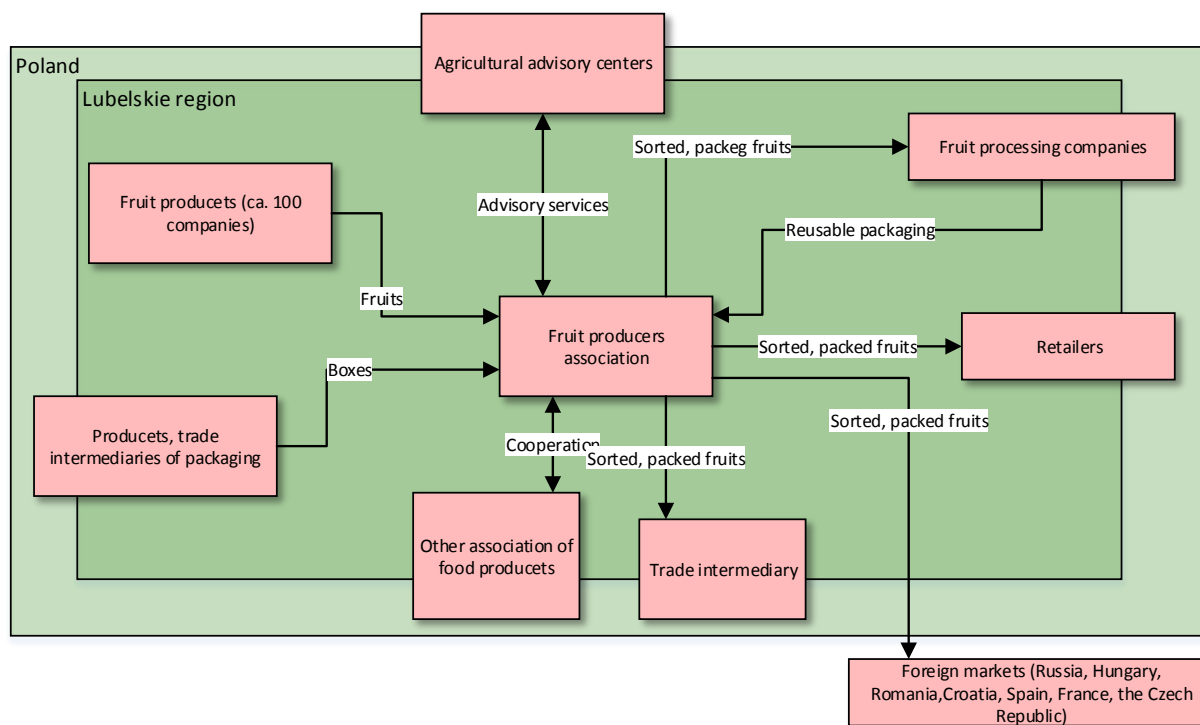 Agricultural advisory centers
Poland
Lubelskie region
Sorted, packeg fruits
Fruit processing companies
Fruit producets (ca. 100
companies)
Advisory services
Reusable packaging
Fruits
Fruit producers
association
Sorted, packed fruits
Retailers
Boxes
Sorted, packed fruits
Producets, trade
intermediaries of packaging
Cooperation
Sorted, packed fruits
Other association of
food producets
Trade intermediary
Foreign markets (Russia, Hungary,
Romania,Croatia, Spain, France, the Czech
Republic)